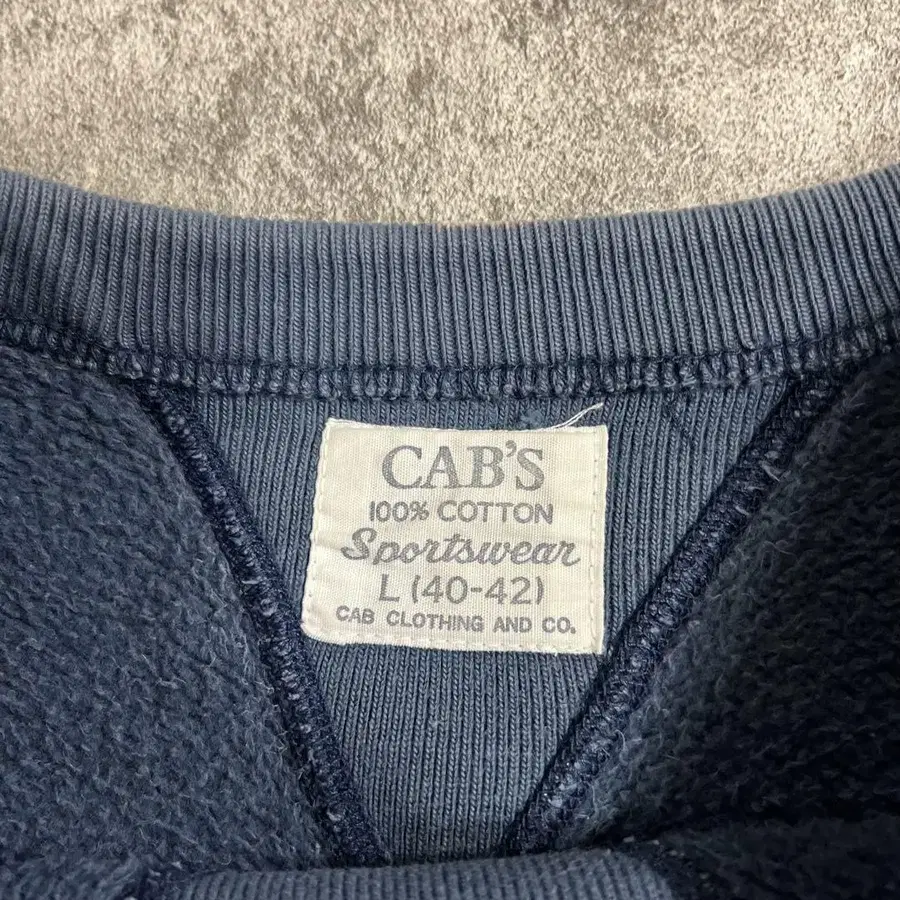 CAB'S
100% COTTON
Sportswear
L (40-42)
CAB CLOTHING AND CO.